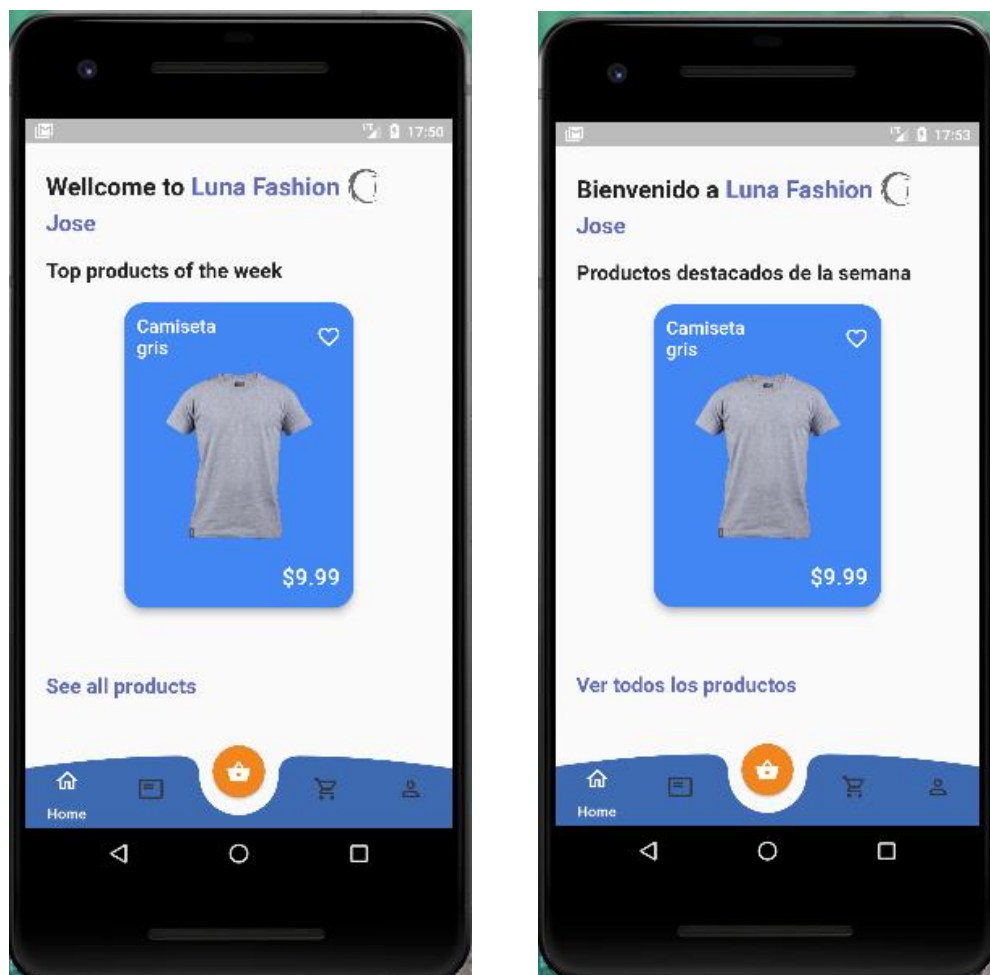 17:50
Wellcome to Luna Fashion
Jose
Top products of the week
Camiseta
gris
$9.99
See all products
Home
17:53
Bienvenido a Luna Fashion
Jose
Productos destacados de la semana
Camiseta
gris
$9.99
Ver todos los productos
Home